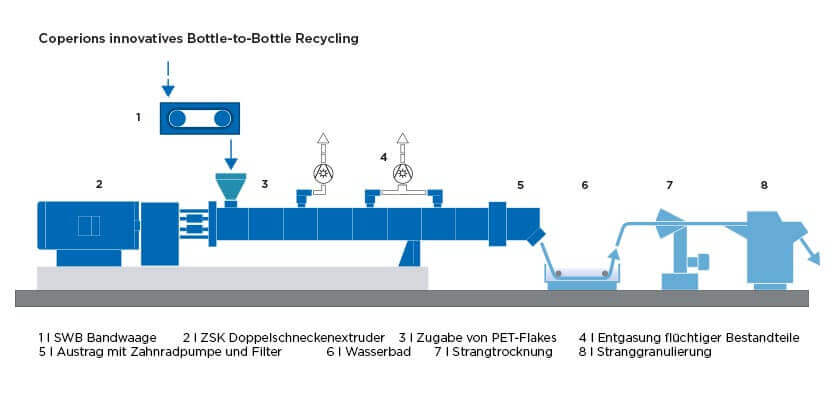 Coperions innovatives Bottle-to-Bottle Recycling
1
2
3
4
5
6
7
8
1 I SWB Bandwaage 2 I ZSK Doppelschneckenextruder 3 I Zugabe von PET-Flakes 4 I Entgasung flüchtiger Bestandteile
5 I Austrag mit Zahnradpumpe und Filter 6 I Wasserbad 7 I Strangtrocknung 8 I Stranggranulierung